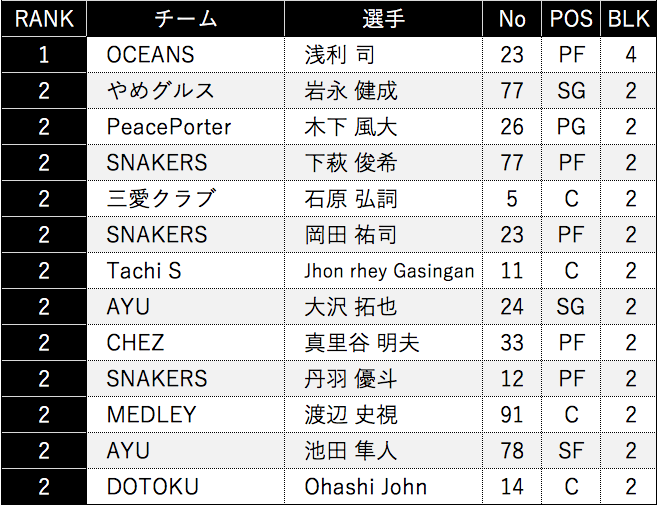 RANK チーム 選手 No POS BLK
1 OCEANS 浅利 司 23 PF 4
2 やめグルス 岩永 健成 77 SG 2
2 PeacePorter 木下 風大 26 PG 2
2 SNAKERS 下萩 俊希 77 PF 2
2 三愛クラブ 石原 弘詞 5 C 2
2 SNAKERS 岡田 祐司 23 PF 2
2 Tachi S Jhon rhey Gasingan 11 C 2
2 AYU 大沢 拓也 24 SG 2
2 CHEZ 真里谷 明夫 33 PF 2
2 SNAKERS 丹羽 優斗 12 PF 2
2 MEDLEY 渡辺 史視 91 C 2
2 AYU 池田 隼人 78 SF 2
2 DOTOKU Ohashi John 14 C 2